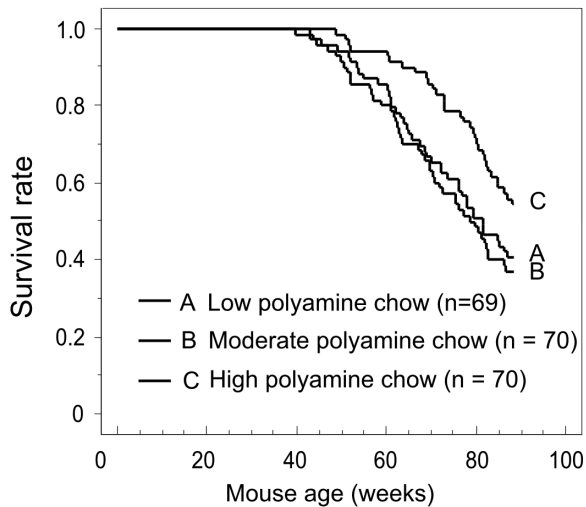 Survival rate
1.0
0.8
0.6
0.4
0.2
0
C
A
B
A Low polyamine chow (n=69)
B Moderate polyamine chow (n = 70)
C High polyamine chow (n = 70)
0 20 40 60 80 100
Mouse age (weeks)